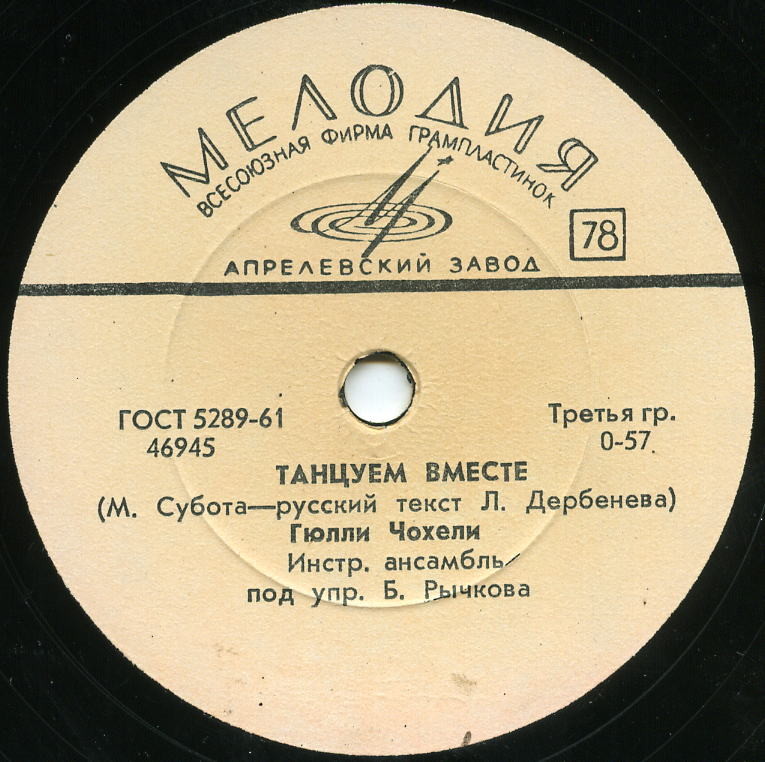 МЕЛОДИЯ
ВСЕСОЮЗНАЯ ФИРМА ГРАМПЛАСТИНОК
78
АПРЕЛЕВСКИЙ ЗАВОД
ГОСТ 5289-61
46945
Третья гр.
0-57
ТАНЦУЕМ ВМЕСТЕ
(М. Субота—русский текст Л. Дербенева)
Гюлли Чохели
Инстр. ансамбль
под упр. Б. Рычкова